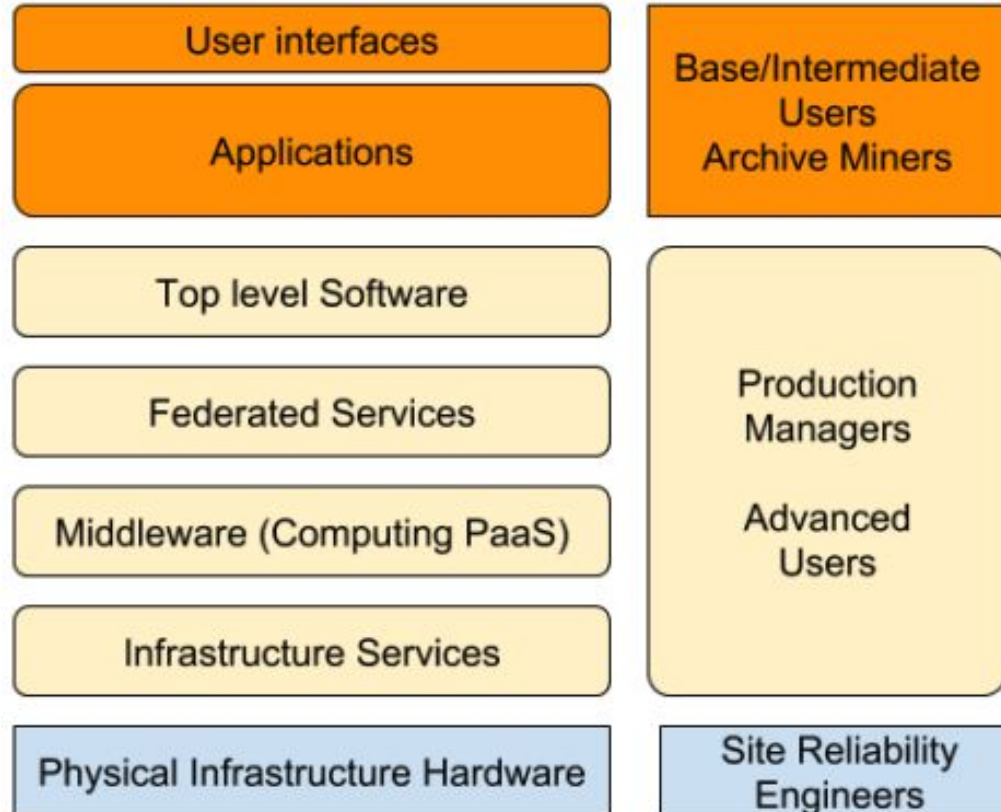 User interfaces
Applications
Base/Intermediate
Users
Archive Miners
Top level Software
Federated Services
Middleware (Computing PaaS)
Infrastructure Services
Production
Managers
Advanced
Users
Physical Infrastructure Hardware
Site Reliability
Engineers